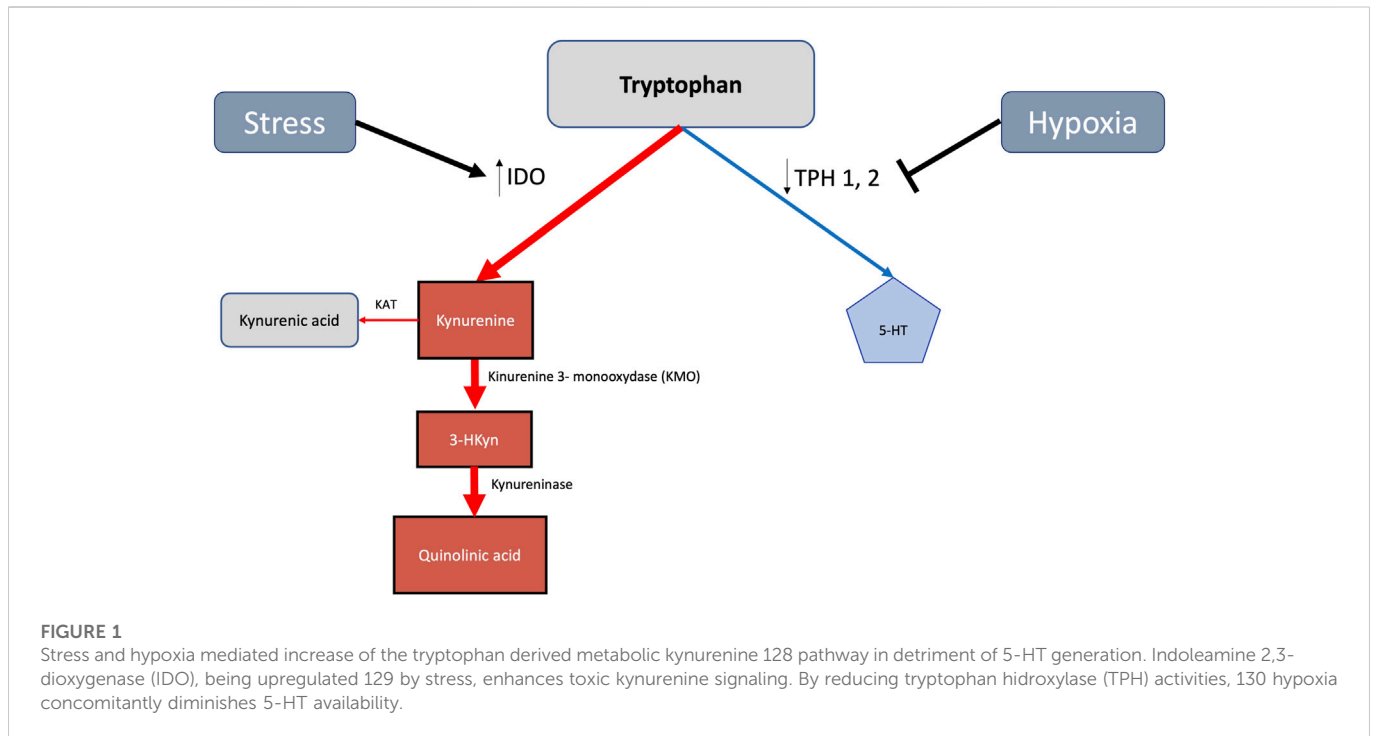 Tryptophan
Stress
Hypoxia
↑IDO
↓TPH 1, 2
KAT
Kynurenic acid
Kynurenine
5-HT
Kinurenine 3- monooxydase (KMO)
3-HKyn
Kynureninase
Quinolinic acid
FIGURE 1
Stress and hypoxia mediated increase of the tryptophan derived metabolic kynurenine 128 pathway in detriment of 5-HT generation. Indoleamine 2,3-
dioxygenase (IDO), being upregulated 129 by stress, enhances toxic kynurenine signaling. By reducing tryptophan hidroxylase (TPH) activities, 130 hypoxia
concomitantly diminishes 5-HT availability.